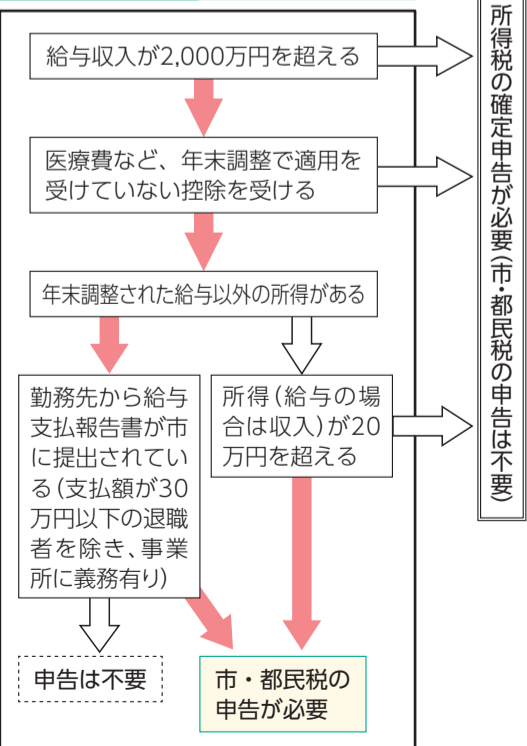 給与収入が2,000万円を超える
医療費など、年末調整で適用を
受けていない控除を受ける
年末調整された給与以外の所得がある
勤務先から給与
支払報告書が市
に提出されてい
る(支払額が30
万円以下の退職
者を除き、事業
所に義務有り)
所得(給与の場
合は収入)が20
万円を超える
申告は不要
市・都民税の
申告が必要
所得税の確定申告が必要(市・都民税の申告は不要)